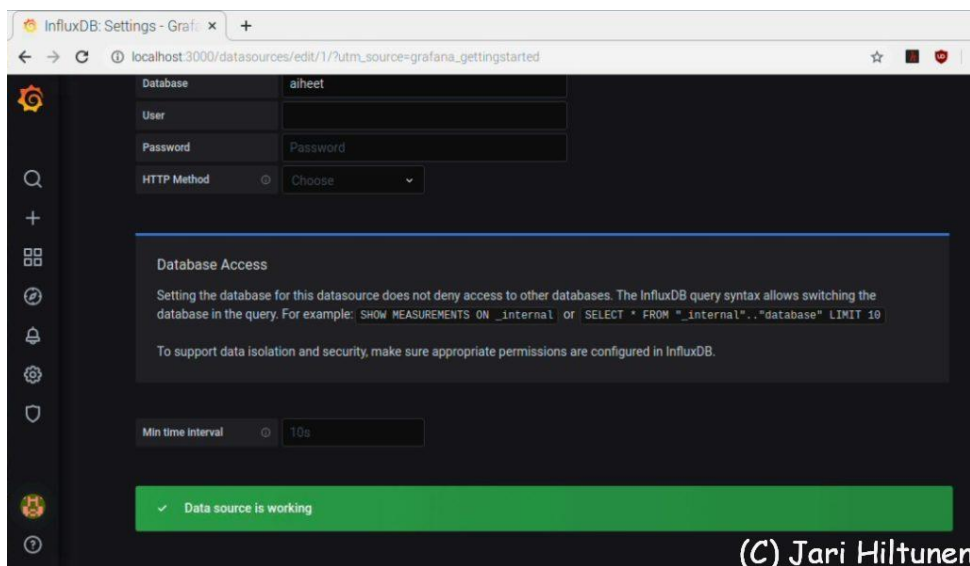 InfluxDB: Settings - Grafa
localhost:3000/datasources/edit/1/?utm_source=grafana_gettingstarted
Database aiheet
User
Password Password
HTTP Method Choose
Database Access
Setting the database for this datasource does not deny access to other databases. The InfluxDB query syntax allows switching the
database in the query. For example: SHOW MEASUREMENTS ON _internal or SELECT * FROM "_internal".."database" LIMIT 10
To support data isolation and security, make sure appropriate permissions are configured in InfluxDB.
Min time interval 10s
Data source is working
(C) Jari Hiltunen